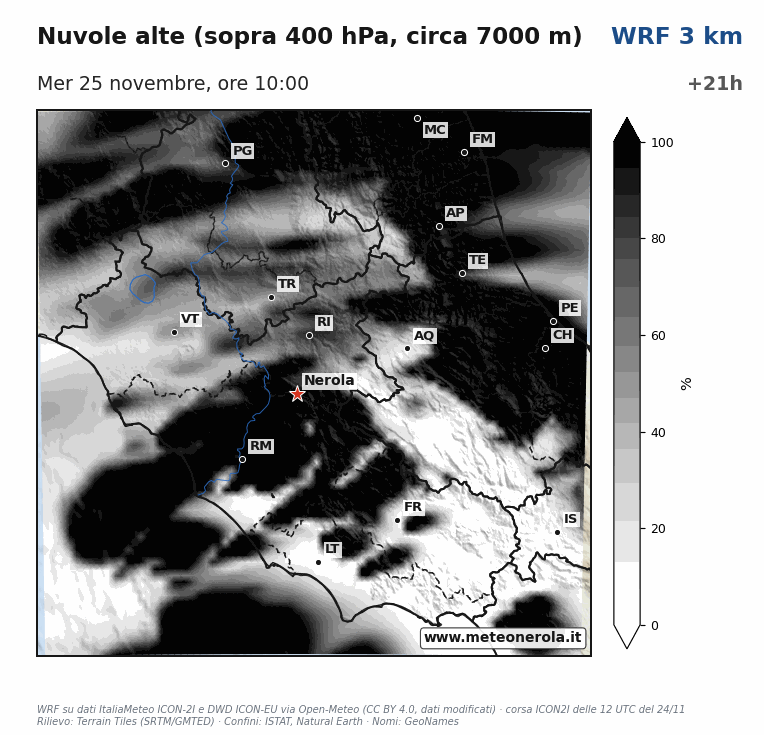 Nuvole alte (sopra 400 hPa, circa 7000 m) WRF 3 km
Mer 25 novembre, ore 10:00 +21h
MC
FM
PG
AP
TE
TR
PE
VT
RI
AQ
CH
Nerola
RM
FR
IS
LT
www.meteonerola.it
100
80
60
40
20
0
%
WRF su dati ItaliaMeteo ICON-2I e DWD ICON-EU via Open-Meteo (CC BY 4.0, dati modificati) · corsa ICON2I delle 12 UTC del 24/11
Rilievo: Terrain Tiles (SRTM/GMTED) · Confini: ISTAT, Natural Earth · Nomi: GeoNames